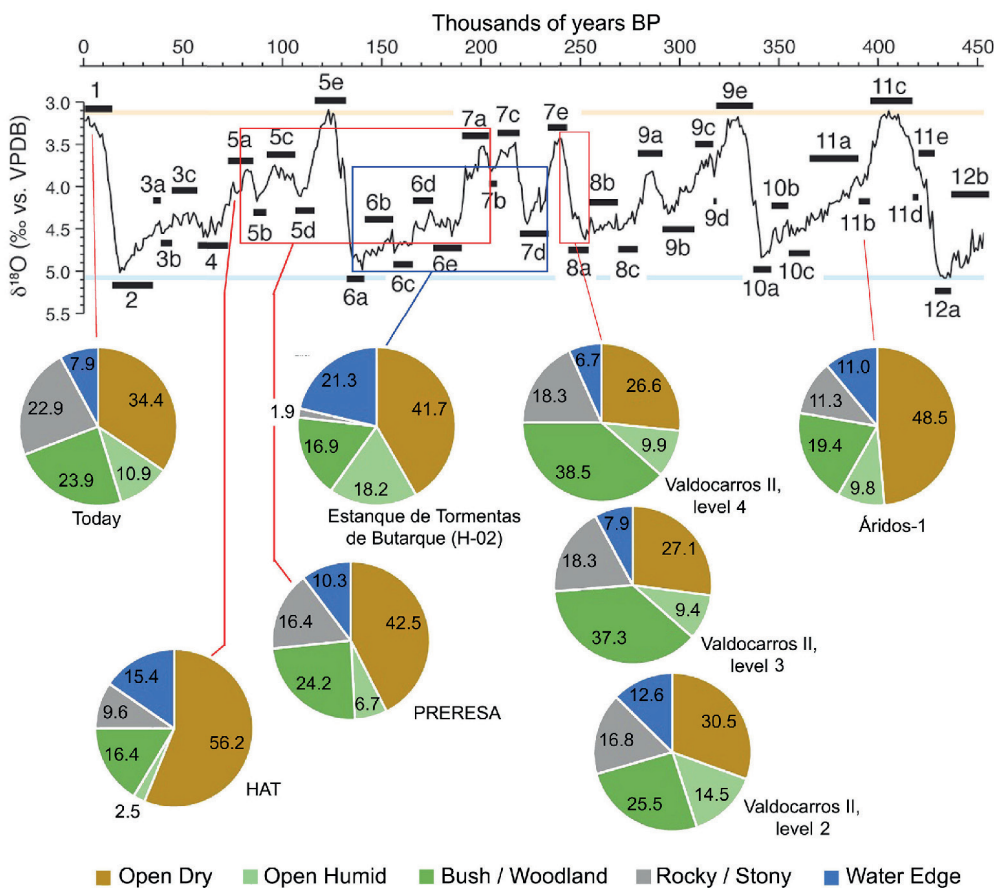 Thousands of years BP
0 50 100 150 200 250 300 350 400 450
δ18O (‰ vs. VPDB)
3.0
3.5
4.0
4.5
5.0
5.5
1
2
3a
3b
3c
4
5a
5b
5c
5d
5e
6a
6b
6c
6d
6e
7a
7b
7c
7d
7e
8a
8b
8c
9a
9b
9c
9d
9e
10a
10b
10c
11a
11b
11c
11d
11e
12a
12b
7.9
34.4
22.9
10.9
23.9
Today
21.3
41.7
1.9
16.9
18.2
Estanque de Tormentas
de Butarque (H-02)
6.7
26.6
18.3
9.9
38.5
Valdocarros II,
level 4
11.0
11.3
48.5
19.4
9.8
Áridos-1
7.9
27.1
18.3
9.4
37.3
Valdocarros II,
level 3
10.3
42.5
16.4
24.2
6.7
PRERESA
15.4
9.6
56.2
16.4
2.5
HAT
12.6
30.5
16.8
14.5
25.5
Valdocarros II,
level 2
Open Dry Open Humid Bush / Woodland Rocky / Stony Water Edge